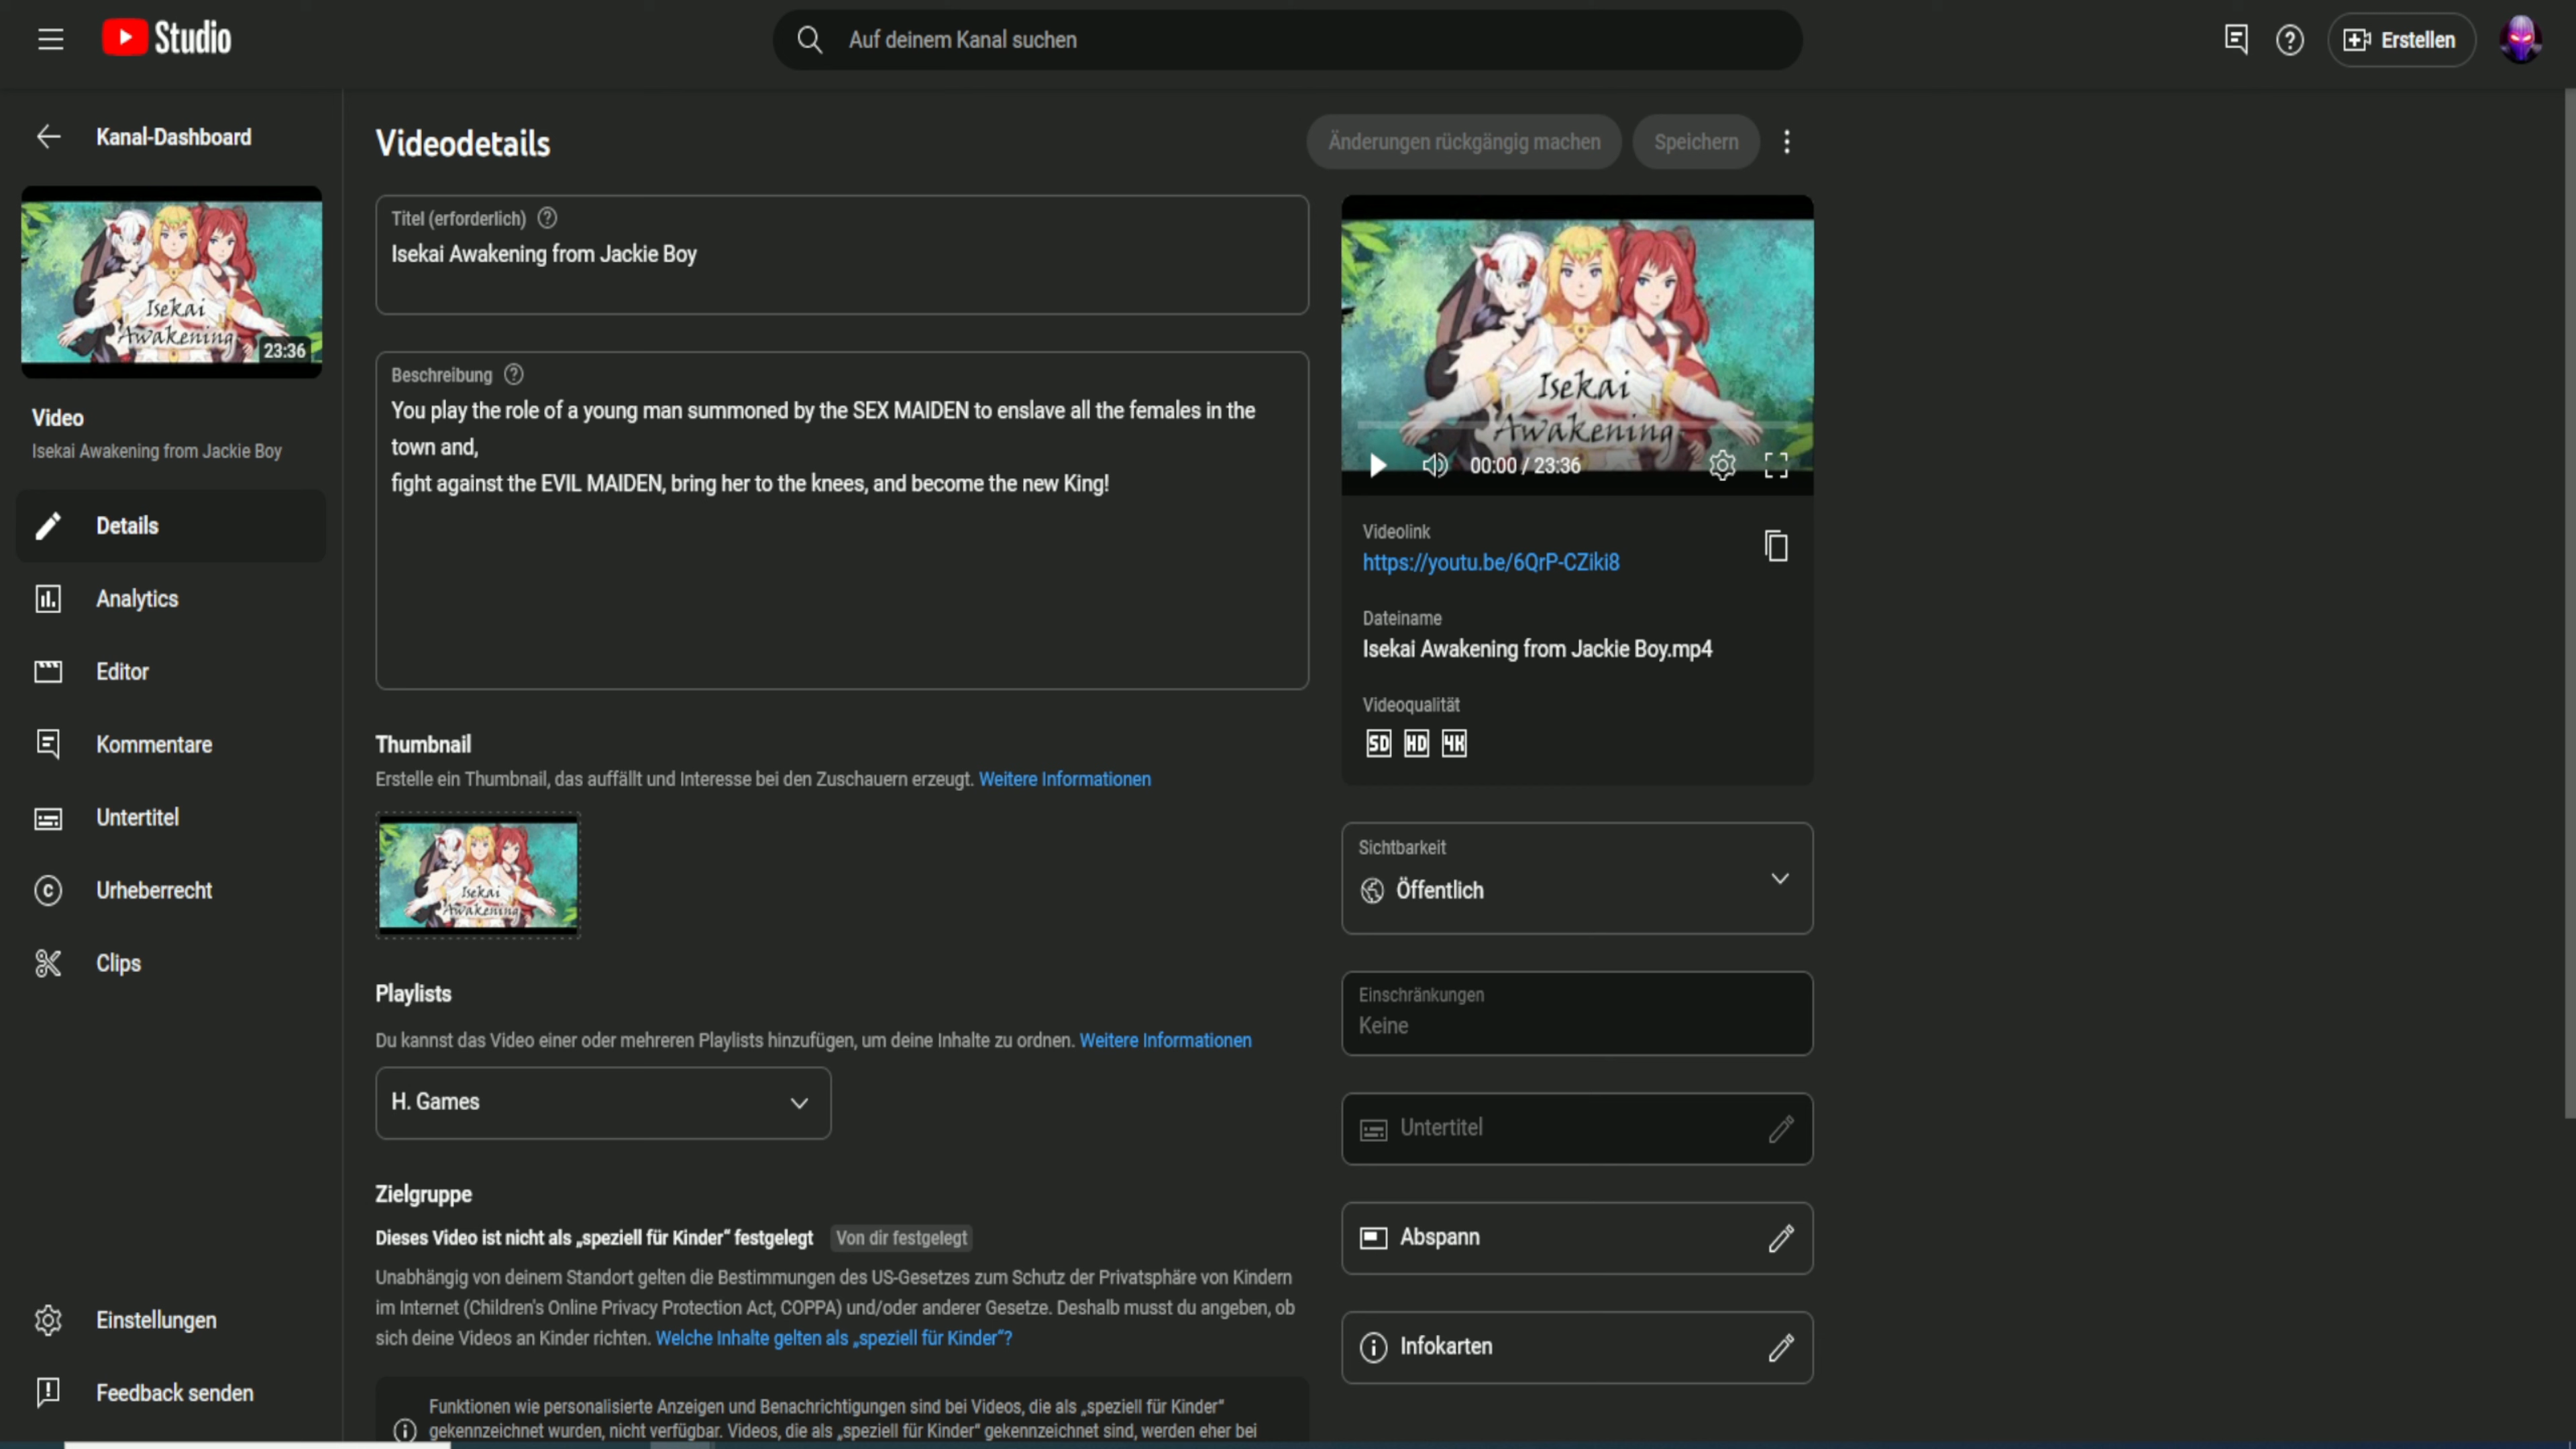 Studio
Auf deinem Kanal suchen
Erstellen
Kanal-Dashboard
Isekai
Awakening
23:36
Video
Isekai Awakening from Jackie Boy
Details
Analytics
Editor
Kommentare
Untertitel
Urheberrecht
Clips
Einstellungen
Feedback senden
Videodetails
Änderungen rückgängig machen
Speichern
Titel (erforderlich)
Isekai Awakening from Jackie Boy
Beschreibung
You play the role of a young man summoned by the SEX MAIDEN to enslave all the females in the
town and,
fight against the EVIL MAIDEN, bring her to the knees, and become the new King!
Thumbnail
Erstelle ein Thumbnail, das auffällt und Interesse bei den Zuschauern erzeugt. Weitere Informationen
Isekai
Awakening
Playlists
Du kannst das Video einer oder mehreren Playlists hinzufügen, um deine Inhalte zu ordnen. Weitere Informationen
H. Games
Zielgruppe
Dieses Video ist nicht als „speziell für Kinder“ festgelegt Von dir festgelegt
Unabhängig von deinem Standort gelten die Bestimmungen des US-Gesetzes zum Schutz der Privatsphäre von Kindern
im Internet (Children's Online Privacy Protection Act, COPPA) und/oder anderer Gesetze. Deshalb musst du angeben, ob
sich deine Videos an Kinder richten. Welche Inhalte gelten als „speziell für Kinder“?
Funktionen wie personalisierte Anzeigen und Benachrichtigungen sind bei Videos, die als „speziell für Kinder“
gekennzeichnet wurden, nicht verfügbar. Videos, die als „speziell für Kinder“ gekennzeichnet sind, werden eher bei
Isekai
Awakening
00:00 / 23:36
Videolink
https://youtu.be/6QrP-CZiki8
Dateiname
Isekai Awakening from Jackie Boy.mp4
Videoqualität
SD HD 4K
Sichtbarkeit
Öffentlich
Einschränkungen
Keine
Untertitel
Abspann
Infokarten